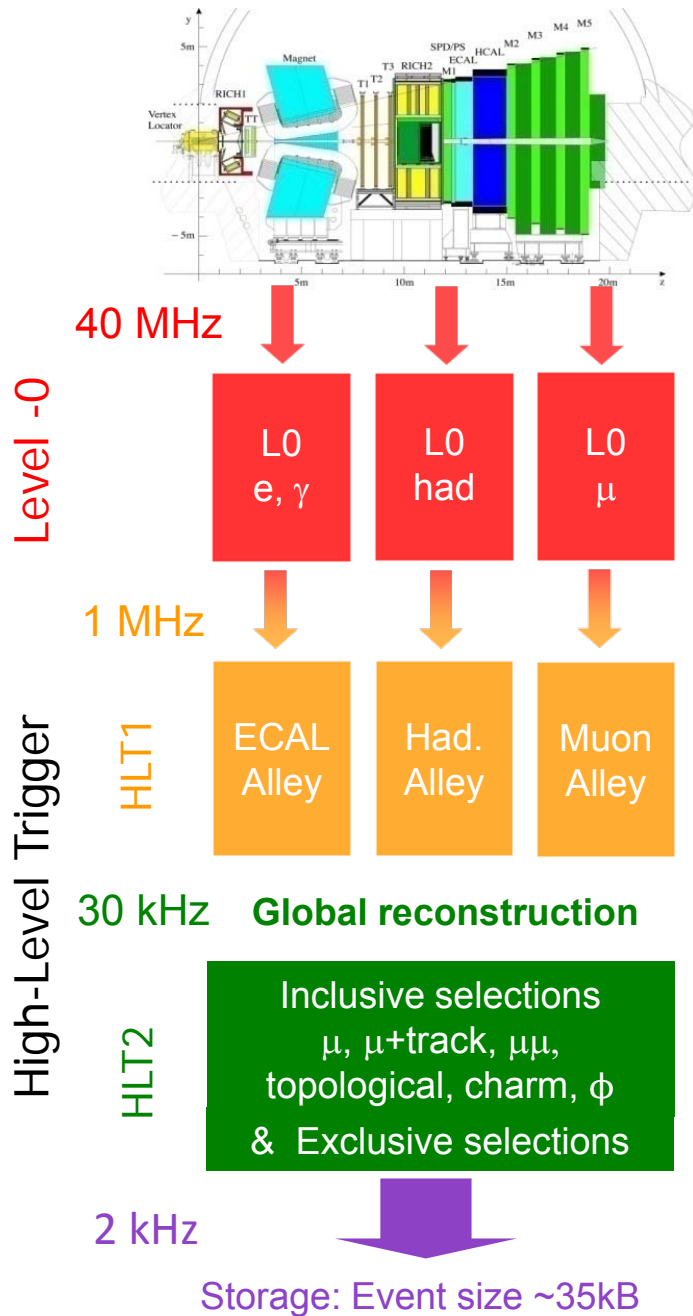 y
5m
Magnet
RICH1
Vertex
Locator
TT
T1
T2
T3
RICH2
SPD/PS
M1
ECAL
HCAL
M2
M3
M4
M5
− 5m
5m
10m
15m
20m
z
40 MHz
Level -0
L0
e, γ
L0
had
L0
μ
1 MHz
High-Level Trigger
HLT1
ECAL
Alley
Had.
Alley
Muon
Alley
30 kHz
Global reconstruction
HLT2
Inclusive selections
μ, μ+track, μμ,
topological, charm, ϕ
& Exclusive selections
2 kHz
Storage: Event size ~35kB